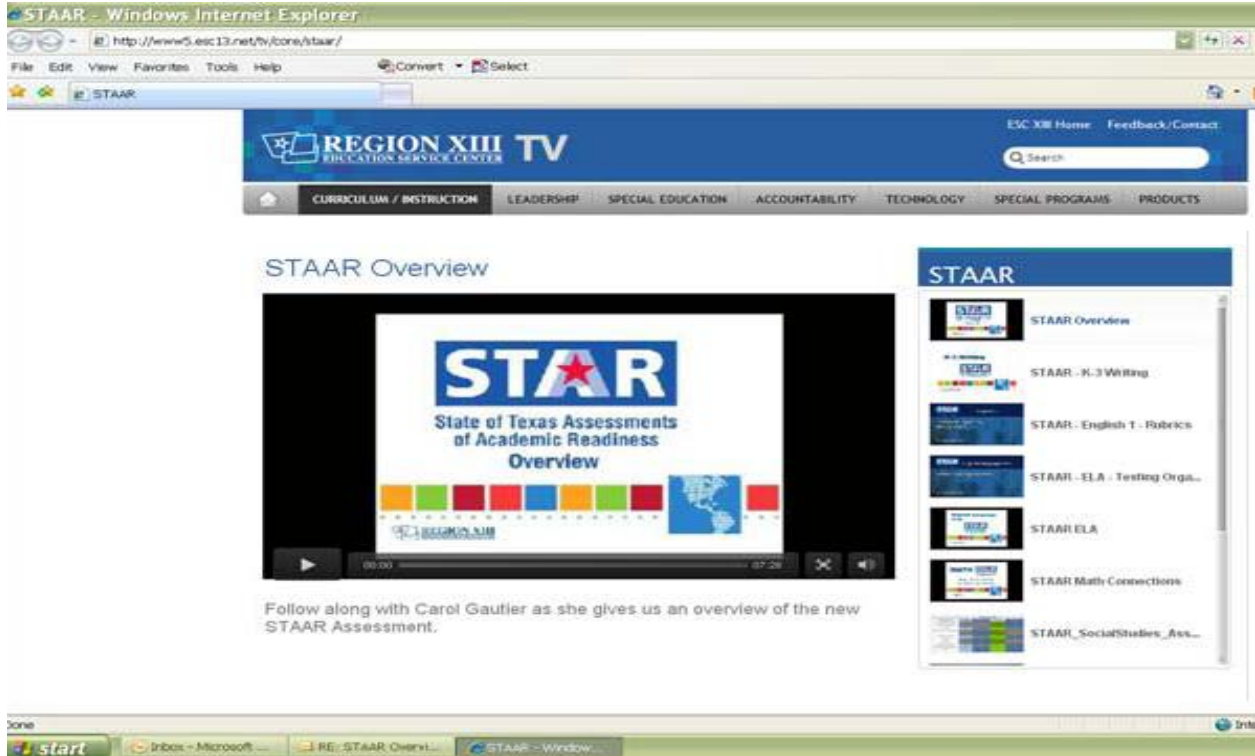 STAAR - Windows Internet Explorer
http://www5.esc13.net/tv/core/staar/
File Edit View Favorites Tools Help Convert Select
STAAR
ESC XIII Home Feedback/Contact
REGION XIII TV
EDUCATION SERVICE CENTER
Search
CURRICULUM / INSTRUCTION LEADERSHIP SPECIAL EDUCATION ACCOUNTABILITY TECHNOLOGY SPECIAL PROGRAMS PRODUCTS
STAAR Overview
STAAR
State of Texas Assessments
of Academic Readiness
Overview
REGION XIII
00:00 07:28
Follow along with Carol Gautier as she gives us an overview of the new
STAAR Assessment.
STAAR
STAAR Overview
STAAR - K-3 Writing
STAAR - English 1 - Rubrics
STAAR - ELA - Testing Orga...
STAAR ELA
STAAR Math Connections
STAAR_SocialStudies_Ass...
Done
start Inbox - Microsoft ... RE: STAAR Overvi... STAAR - Window...